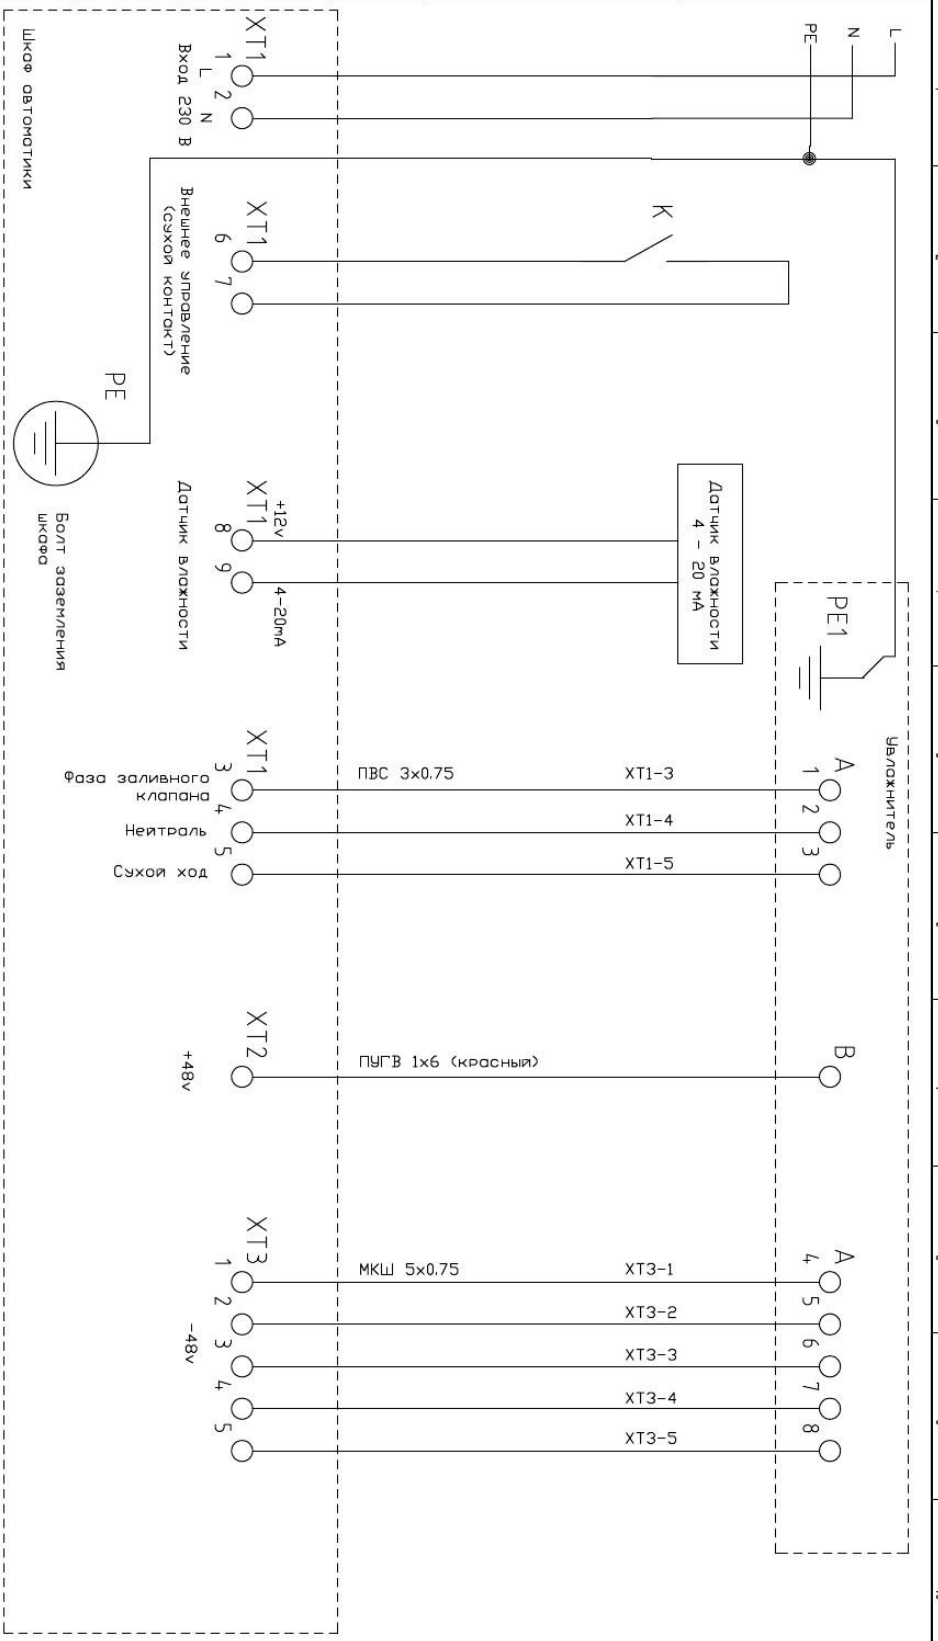 Шкаф автоматики
XT1
1
2
L
N
Вход 230 В
L
N
PE
XT1
6
7
Внешнее управление
(сухой контакт)
K
PE
Болт заземления
шкафа
XT1
8
9
+12v
4-20mA
Датчик влажности
Датчик влажности
4 - 20 мА
PE1
Увлажнитель
XT1
3
4
5
Фаза заливного
клапана
Нейтраль
Сухой ход
ПВС 3x0.75
XT1-3
XT1-4
XT1-5
A
1
2
3
XT2
+48v
ПУГВ 1x6 (красный)
B
XT3
1
2
3
4
5
-48v
МКШ 5x0.75
XT3-1
XT3-2
XT3-3
XT3-4
XT3-5
A
4
5
6
7
8